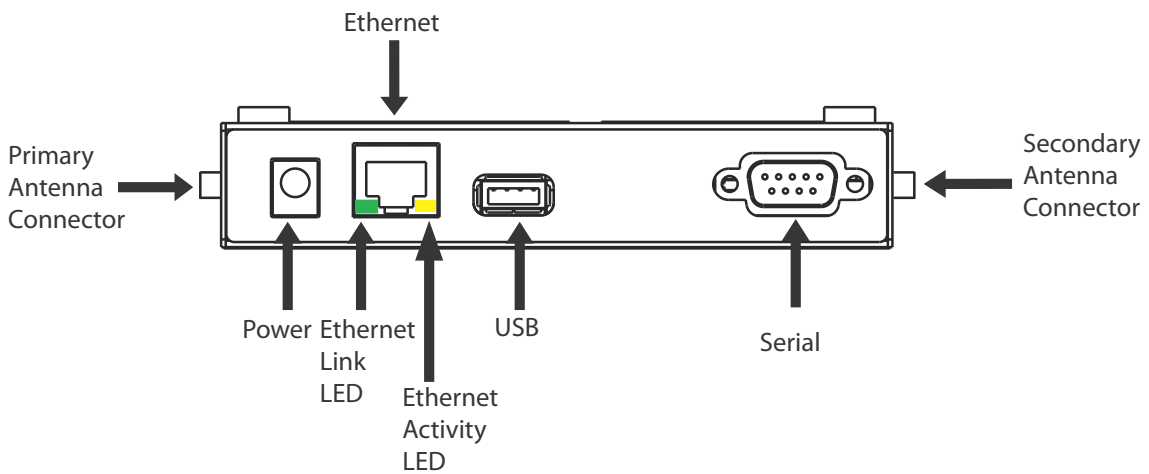 Ethernet
Primary
Antenna
Connector
Secondary
Antenna
Connector
Power
Ethernet
Link
LED
Ethernet
Activity
LED
USB
Serial